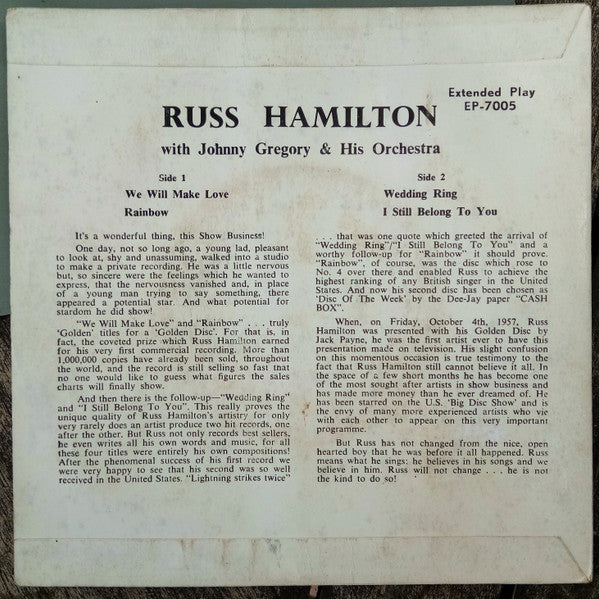 Extended Play
EP-7005
RUSS HAMILTON
with Johnny Gregory & His Orchestra
Side 1
We Will Make Love
Rainbow
Side 2
Wedding Ring
I Still Belong To You
It's a wonderful thing, this Show Business!
One day, not so long ago, a young lad, pleasant
to look at, shy and unassuming, walked into a studio
to make a private recording. He was a little nervous
but, so sincere were the feelings which he wanted to
express, that the nervousness vanished and, in place
of a young man trying to say something, there
appeared a potential star. And what potential for
stardom he did show!
"We Will Make Love" and "Rainbow" . . . truly
'Golden' titles for a 'Golden Disc'. For that is, in
fact, the coveted prize which Russ Hamilton earned
for his very first commercial recording. More than
1,000,000 copies have already been sold, throughout
the world, and the record is still selling so fast that
no one would like to guess what figures the sales
charts will finally show.
And then there is the follow-up—"Wedding Ring"
and "I Still Belong To You". This really proves the
unique quality of Russ Hamilton's artistry for only
very rarely does an artist produce two hit records, one
after the other. But Russ not only records best sellers,
he even writes all his own words and music, for all
these four titles were entirely his own compositions!
After the phenomenal success of his first record we
were very happy to see that his second was so well
received in the United States. "Lightning strikes twice"
. . . that was one quote which greeted the arrival of
"Wedding Ring"/"I Still Belong To You" and a
worthy follow-up for "Rainbow" it should prove.
"Rainbow", of course, was the disc which rose to
No. 4 over there and enabled Russ to achieve the
highest ranking of any British singer in the United
States. And now his second disc has been chosen as
'Disc Of The Week' by the Dee-Jay paper "CASH
BOX".
When, on Friday, October 4th, 1957, Russ
Hamilton was presented with his Golden Disc by
Jack Payne, he was the first artist ever to have this
presentation made on television. His slight confusion
on this momentous occasion is true testimony to the
fact that Russ Hamilton still cannot believe it all. In
the space of a few short months he has become one
of the most sought after artists in show business and
has made more money than he ever dreamed of. He
has been starred on the U.S. 'Big Disc Show' and is
the envy of many more experienced artists who vie
with each other to appear on this very important
programme.
But Russ has not changed from the nice, open
hearted boy that he was before it all happened. Russ
means what he sings; he believes in his songs and we
believe in him. Russ will not change . . . he is not
the kind to do so!